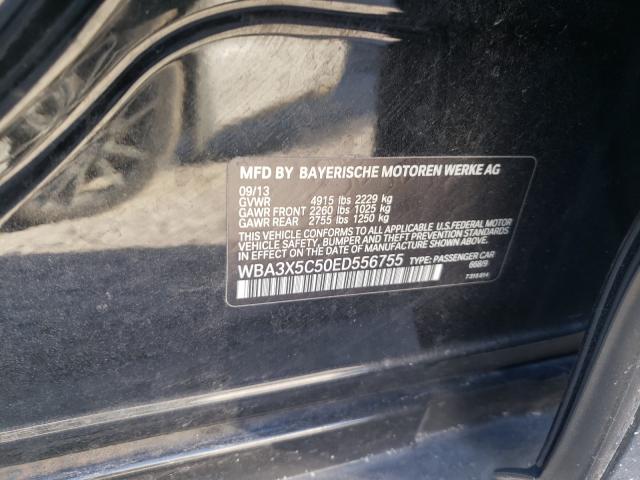 MFD BY BAYERISCHE MOTOREN WERKE AG
09/13
GVWR 4915 lbs 2229 kg
GAWR FRONT 2260 lbs 1025 kg
GAWR REAR 2755 lbs 1250 kg
THIS VEHICLE CONFORMS TO ALL APPLICABLE U.S. FEDERAL MOTOR
VEHICLE SAFETY, BUMPER AND THEFT PREVENTION STANDARDS
IN EFFECT ON THE DATE OF MANUFACTURE SHOWN ABOVE.
WBA3X5C50ED556755 TYPE: PASSENGER CAR
668/9